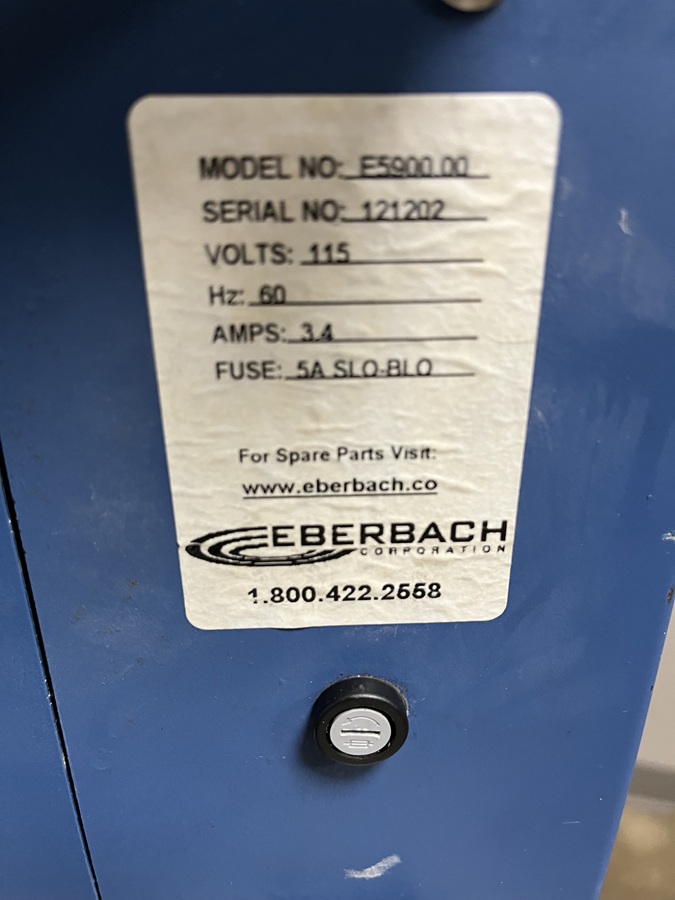 MODEL NO: E5900.00
SERIAL NO: 121202
VOLTS: 115
Hz: 60
AMPS: 3.4
FUSE: 5A SLO-BLO
For Spare Parts Visit:
www.eberbach.co
EBERBACH
CORPORATION
1.800.422.2558